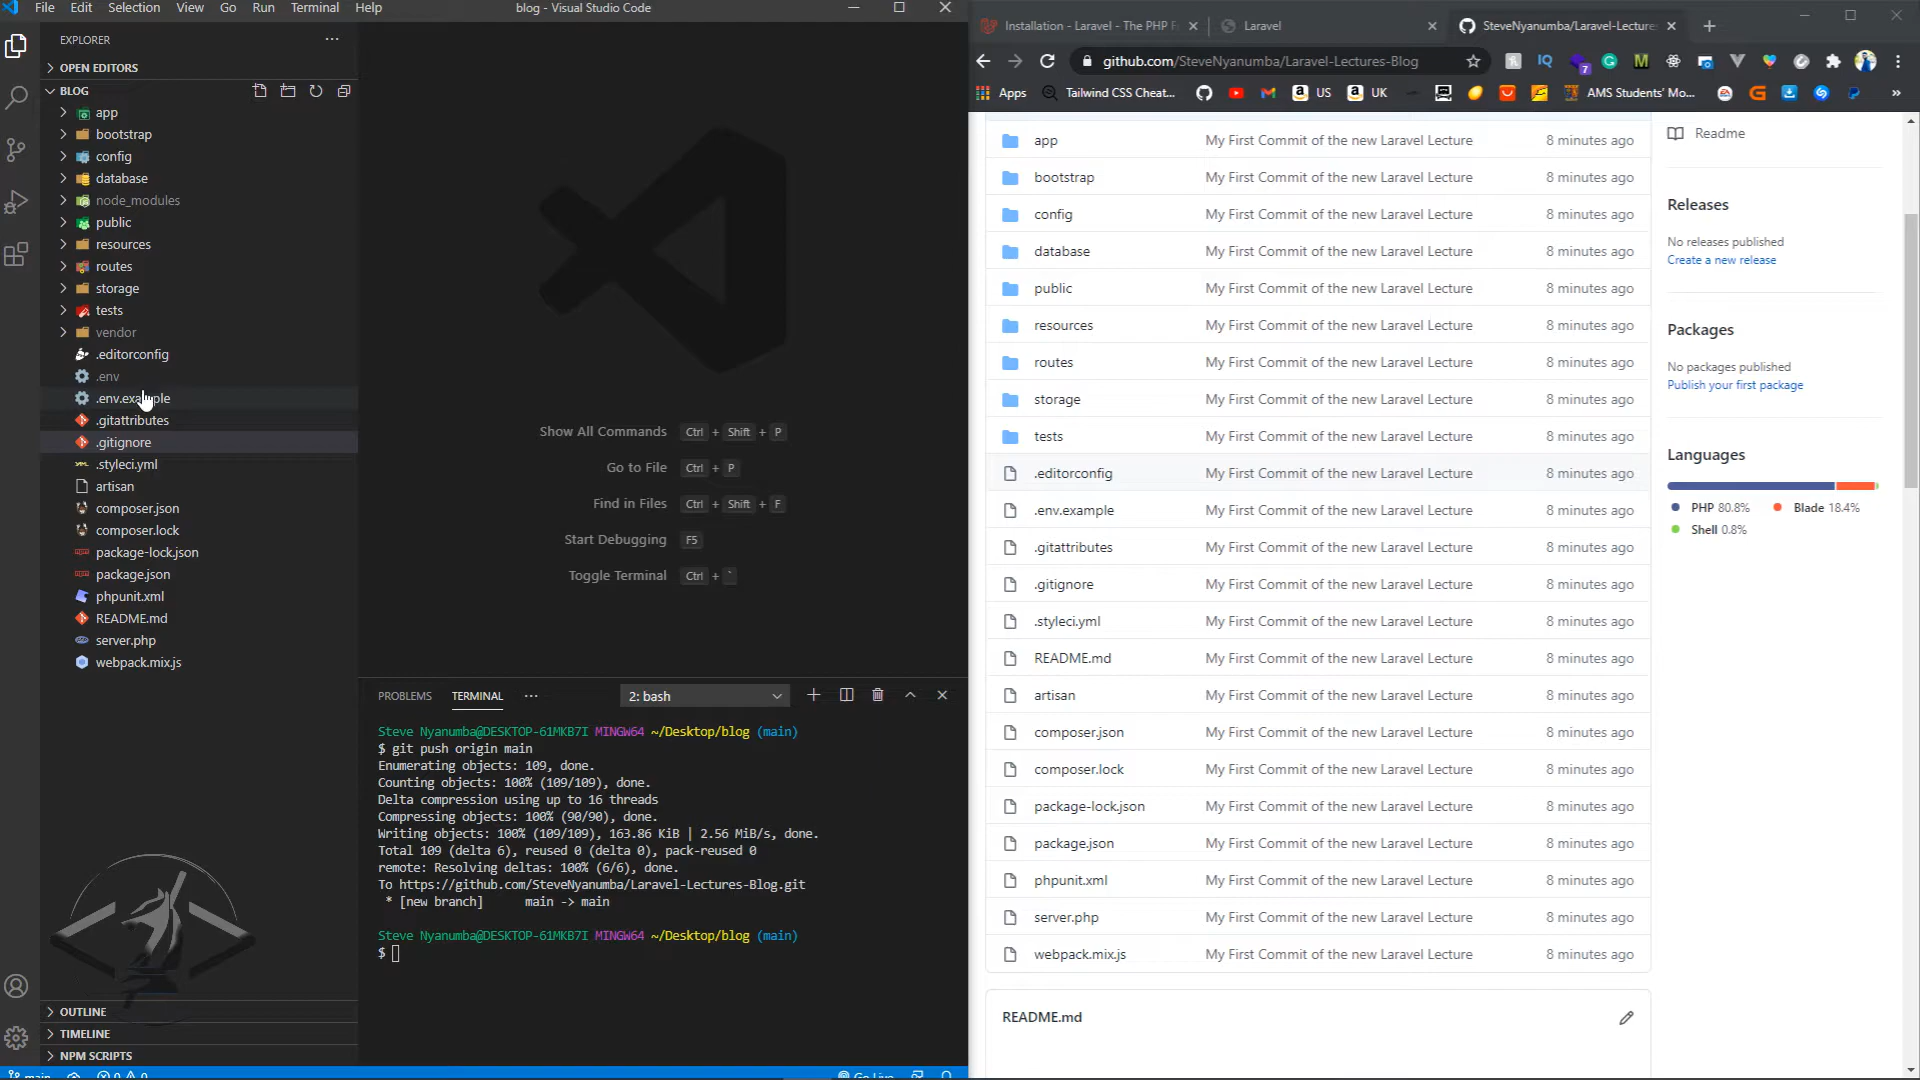 File Edit Selection View Go Run Terminal Help
blog - Visual Studio Code
EXPLORER
OPEN EDITORS
BLOG
app
bootstrap
config
database
node_modules
public
resources
routes
storage
tests
vendor
.editorconfig
.env
.env.example
.gitattributes
.gitignore
.styleci.yml
artisan
composer.json
composer.lock
package-lock.json
package.json
phpunit.xml
README.md
server.php
webpack.mix.js
OUTLINE
TIMELINE
NPM SCRIPTS
main 0 0
Go Live
Show All Commands Ctrl + Shift + P
Go to File Ctrl + P
Find in Files Ctrl + Shift + F
Start Debugging F5
Toggle Terminal Ctrl + `
PROBLEMS TERMINAL ... 2: bash
Steve Nyanumba@DESKTOP-61MKB7I MINGW64 ~/Desktop/blog (main)
$ git push origin main
Enumerating objects: 109, done.
Counting objects: 100% (109/109), done.
Delta compression using up to 16 threads
Compressing objects: 100% (90/90), done.
Writing objects: 100% (109/109), 163.86 KiB | 2.56 MiB/s, done.
Total 109 (delta 6), reused 0 (delta 0), pack-reused 0
remote: Resolving deltas: 100% (6/6), done.
To https://github.com/SteveNyanumba/Laravel-Lectures-Blog.git
* [new branch] main -> main
Steve Nyanumba@DESKTOP-61MKB7I MINGW64 ~/Desktop/blog (main)
$
Installation - Laravel - The PHP F
Laravel
SteveNyanumba/Laravel-Lectures
github.com/SteveNyanumba/Laravel-Lectures-Blog
IQ 7 G M
Apps Tailwind CSS Cheat... US UK AMS Students' Mo... »
app My First Commit of the new Laravel Lecture 8 minutes ago
bootstrap My First Commit of the new Laravel Lecture 8 minutes ago
config My First Commit of the new Laravel Lecture 8 minutes ago
database My First Commit of the new Laravel Lecture 8 minutes ago
public My First Commit of the new Laravel Lecture 8 minutes ago
resources My First Commit of the new Laravel Lecture 8 minutes ago
routes My First Commit of the new Laravel Lecture 8 minutes ago
storage My First Commit of the new Laravel Lecture 8 minutes ago
tests My First Commit of the new Laravel Lecture 8 minutes ago
.editorconfig My First Commit of the new Laravel Lecture 8 minutes ago
.env.example My First Commit of the new Laravel Lecture 8 minutes ago
.gitattributes My First Commit of the new Laravel Lecture 8 minutes ago
.gitignore My First Commit of the new Laravel Lecture 8 minutes ago
.styleci.yml My First Commit of the new Laravel Lecture 8 minutes ago
README.md My First Commit of the new Laravel Lecture 8 minutes ago
artisan My First Commit of the new Laravel Lecture 8 minutes ago
composer.json My First Commit of the new Laravel Lecture 8 minutes ago
composer.lock My First Commit of the new Laravel Lecture 8 minutes ago
package-lock.json My First Commit of the new Laravel Lecture 8 minutes ago
package.json My First Commit of the new Laravel Lecture 8 minutes ago
phpunit.xml My First Commit of the new Laravel Lecture 8 minutes ago
server.php My First Commit of the new Laravel Lecture 8 minutes ago
webpack.mix.js My First Commit of the new Laravel Lecture 8 minutes ago
README.md
Readme
Releases
No releases published
Create a new release
Packages
No packages published
Publish your first package
Languages
PHP 80.8% Blade 18.4%
Shell 0.8%